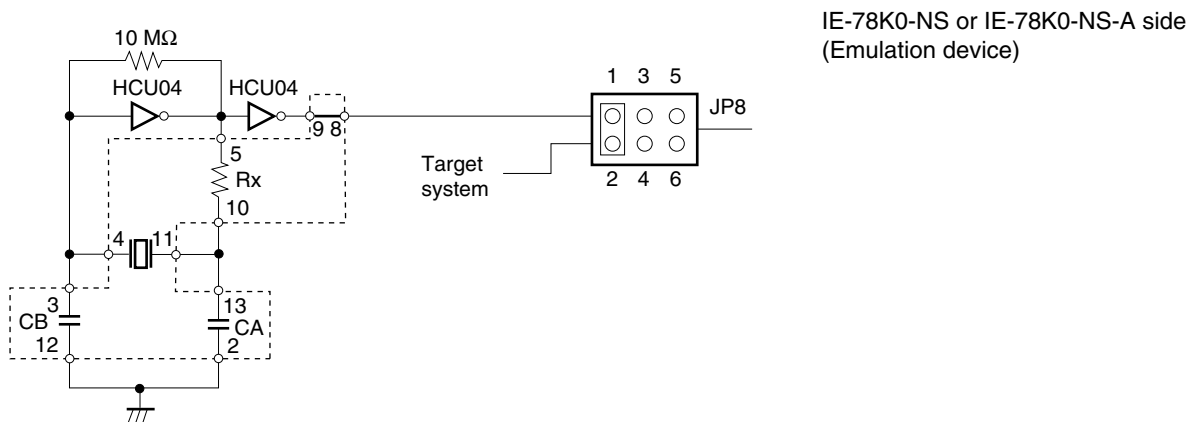 IE-78K0-NS or IE-78K0-NS-A side
(Emulation device)
10 MΩ
HCU04 HCU04
1 3 5
JP8
9 8
5
Target
system
2 4 6
Rx
10
4 11
3 13
CB CA
12 2